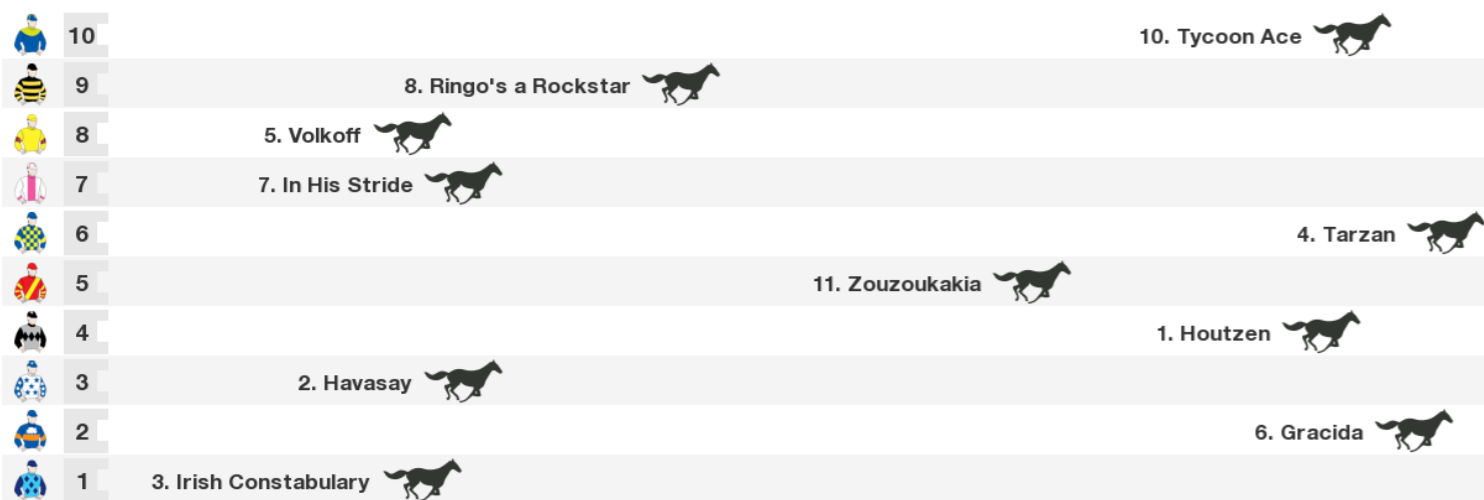 10 10. Tycoon Ace
9 8. Ringo's a Rockstar
8 5. Volkoff
7 7. In His Stride
6 4. Tarzan
5 11. Zouzoukakia
4 1. Houtzen
3 2. Havasay
2 6. Gracida
1 3. Irish Constabulary